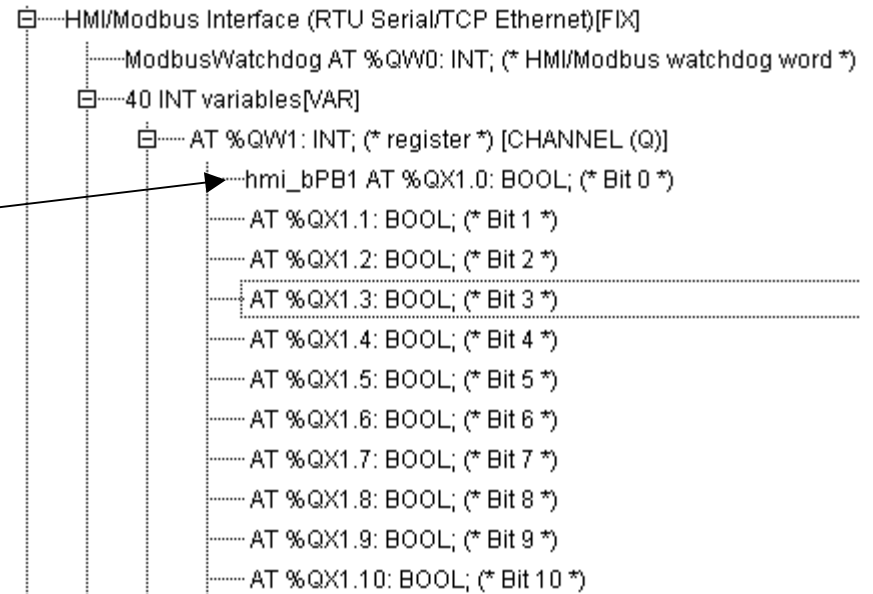 HMI/Modbus Interface (RTU Serial/TCP Ethernet)[FIX]
ModbusWatchdog AT %QW0: INT; (* HMI/Modbus watchdog word *)
40 INT variables[VAR]
AT %QW1: INT; (* register *) [CHANNEL (Q)]
hmi_bPB1 AT %QX1.0: BOOL; (* Bit 0 *)
AT %QX1.1: BOOL; (* Bit 1 *)
AT %QX1.2: BOOL; (* Bit 2 *)
AT %QX1.3: BOOL; (* Bit 3 *)
AT %QX1.4: BOOL; (* Bit 4 *)
AT %QX1.5: BOOL; (* Bit 5 *)
AT %QX1.6: BOOL; (* Bit 6 *)
AT %QX1.7: BOOL; (* Bit 7 *)
AT %QX1.8: BOOL; (* Bit 8 *)
AT %QX1.9: BOOL; (* Bit 9 *)
AT %QX1.10: BOOL; (* Bit 10 *)